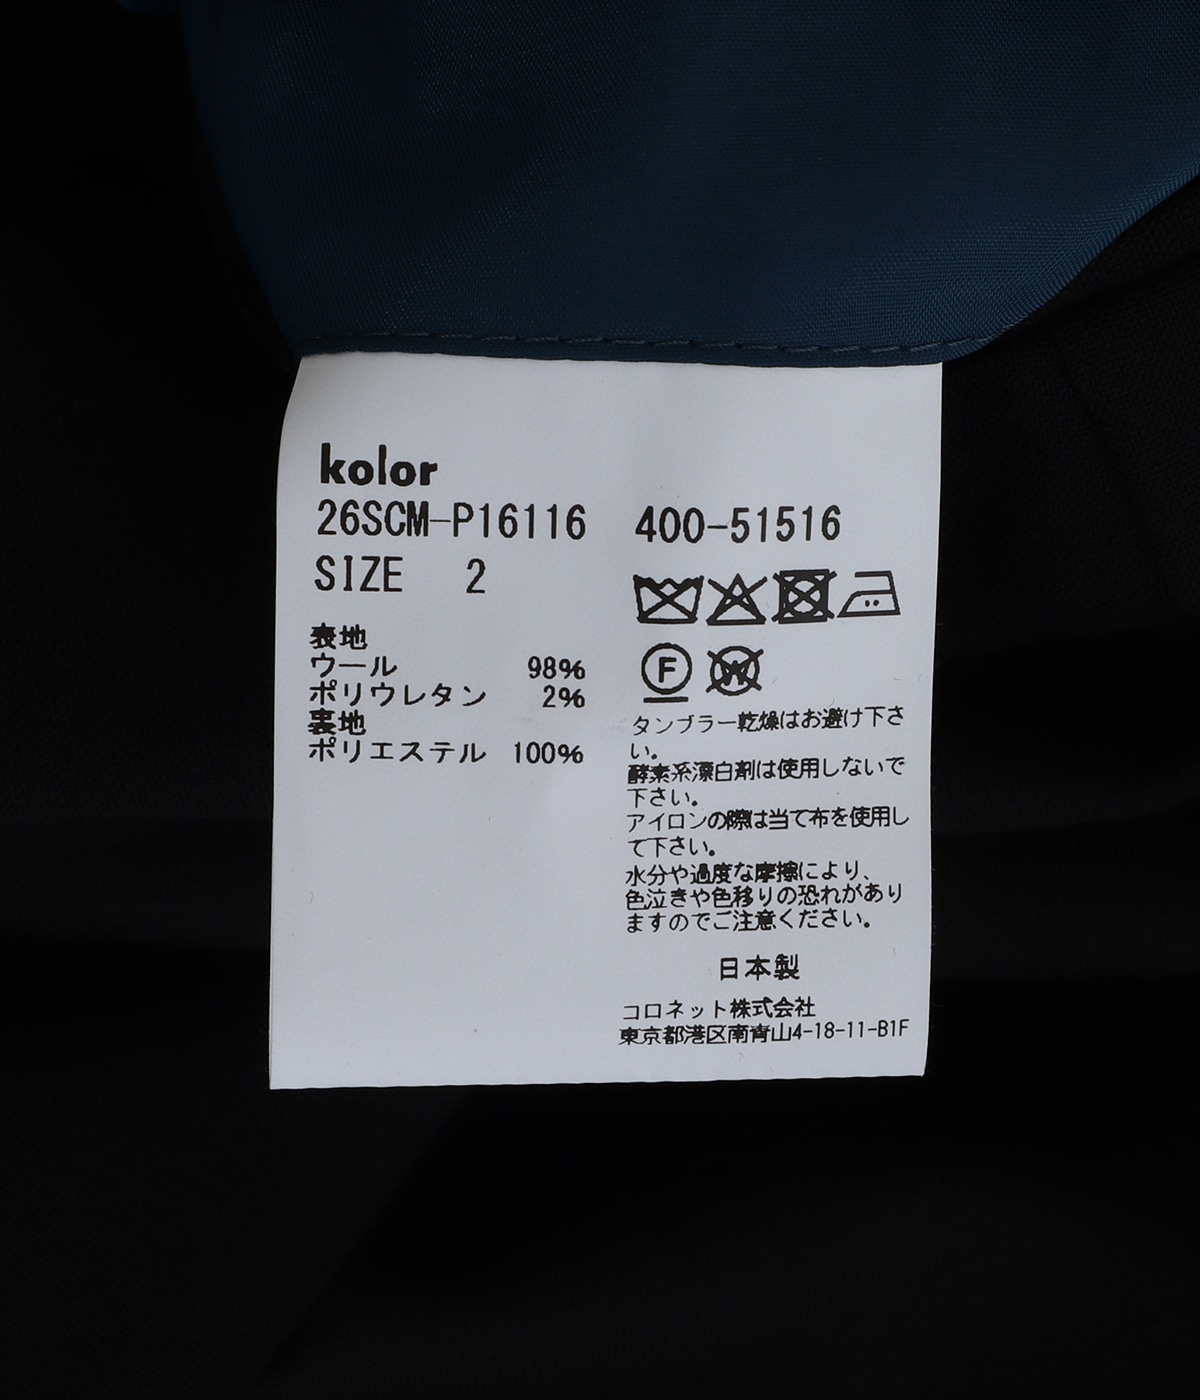 kolor
26SCM-P16116 400-51516
SIZE 2
表地
ウール 98%
ポリウレタン 2%
裏地
ポリエステル 100%
F
W
タンブラー乾燥はお避け下さ
い。
酵素系漂白剤は使用しないで
下さい。
アイロンの際は当て布を使用し
て下さい。
水分や過度な摩擦により、
色泣きや色移りの恐れがあり
ますのでご注意ください。
日本製
コロネット株式会社
東京都港区南青山4-18-11-B1F